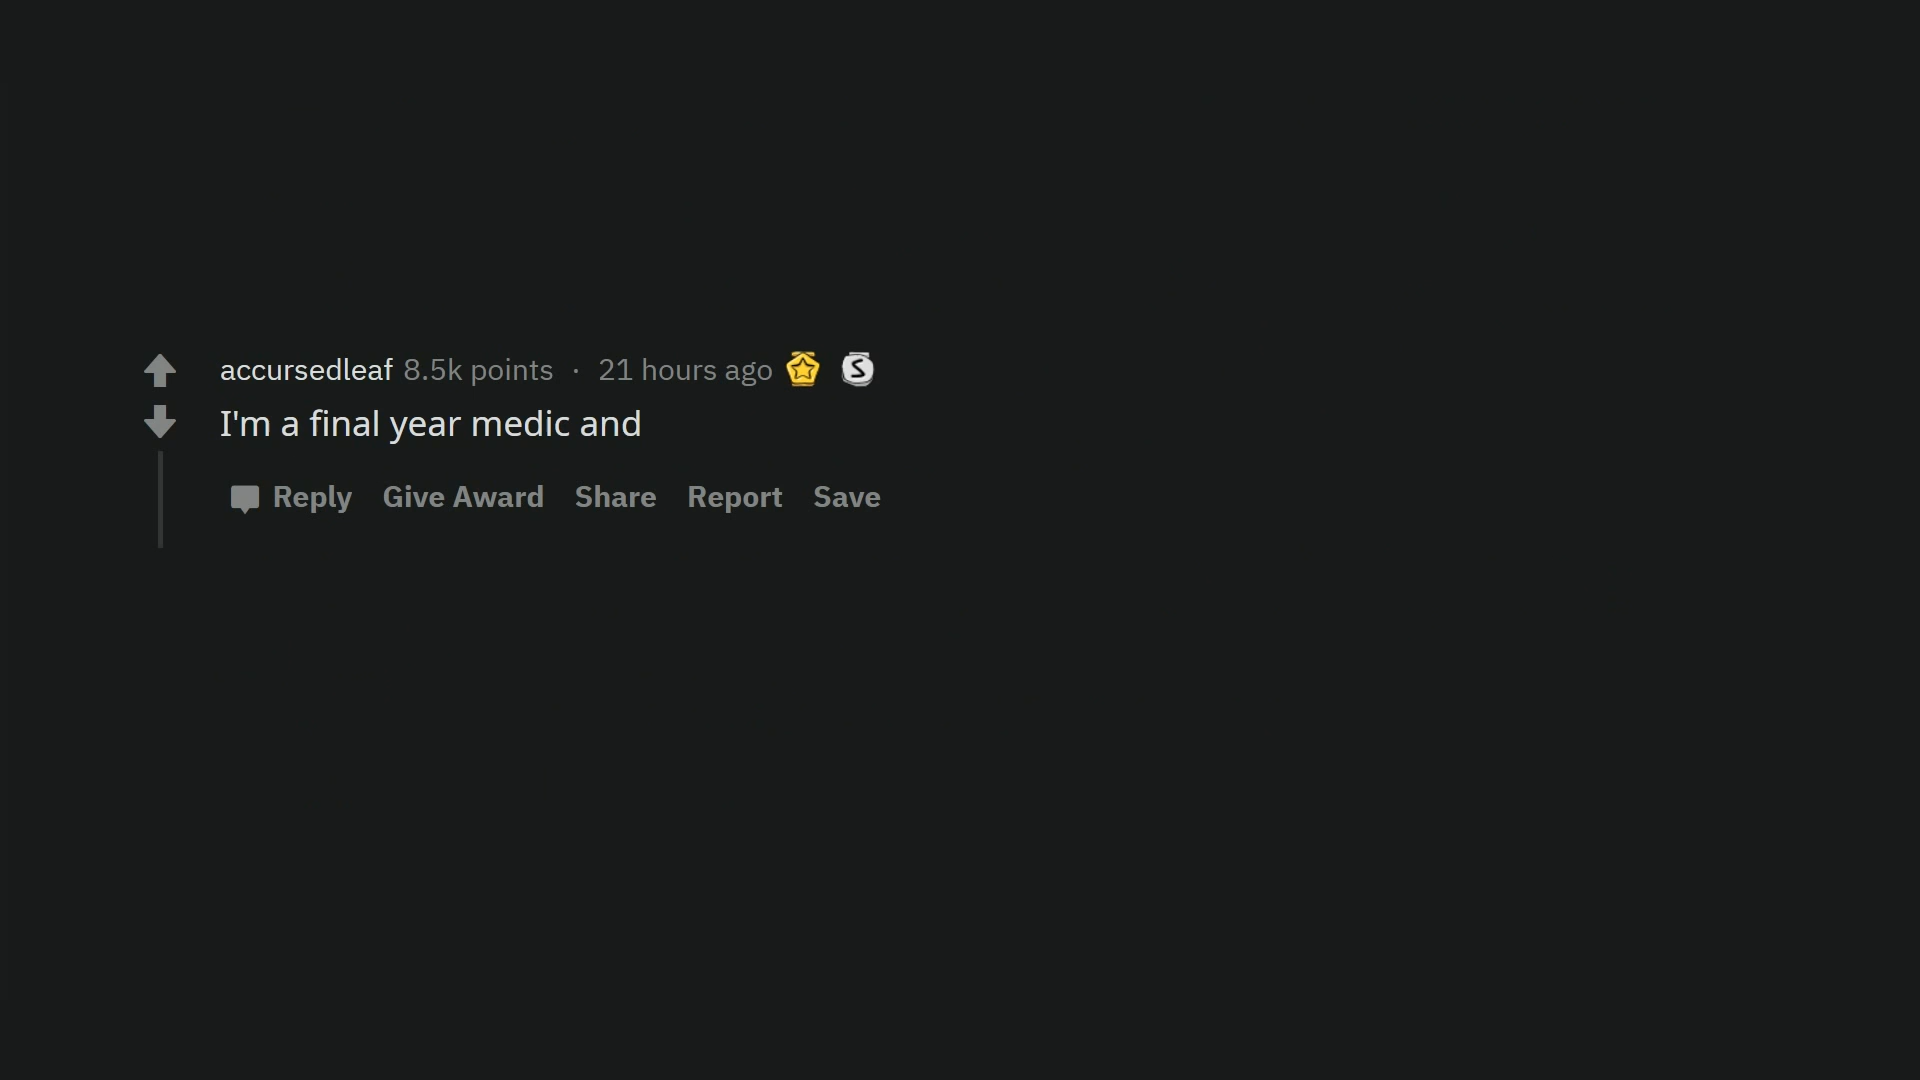 accursedleaf 8.5k points · 21 hours ago
I'm a final year medic and
Reply Give Award Share Report Save